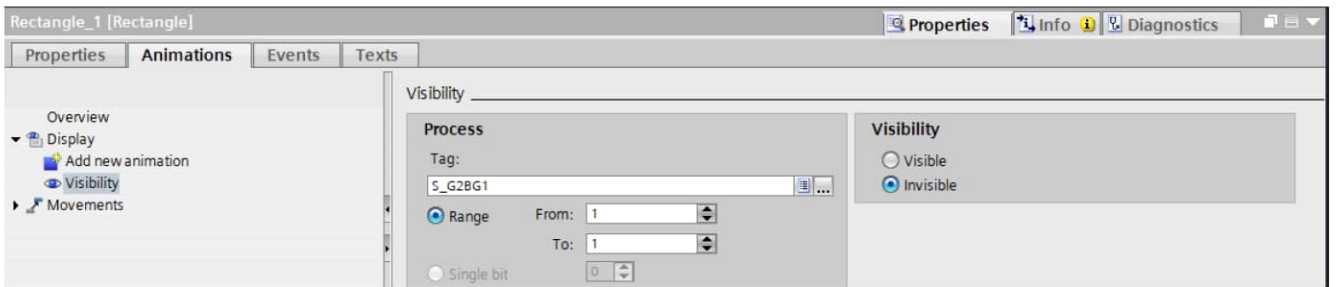 Rectangle_1 [Rectangle]
Properties Info Diagnostics
Properties Animations Events Texts
Overview
Display
Add new animation
Visibility
Movements
Visibility
Process
Tag:
S_G2BG1
Range From: 1
To: 1
Single bit 0
Visibility
Visible
Invisible